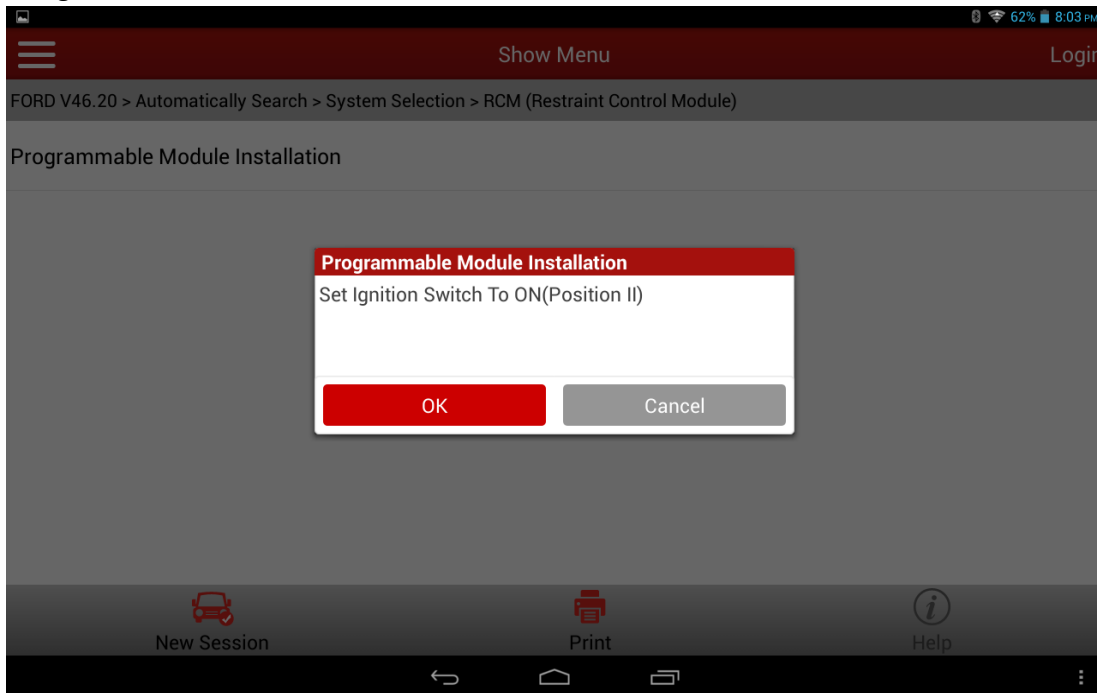 62% 8:03 PM
Show Menu
Login
FORD V46.20 > Automatically Search > System Selection > RCM (Restraint Control Module)
Programmable Module Installation
Programmable Module Installation
Set Ignition Switch To ON(Position II)
OK
Cancel
New Session
Print
Help